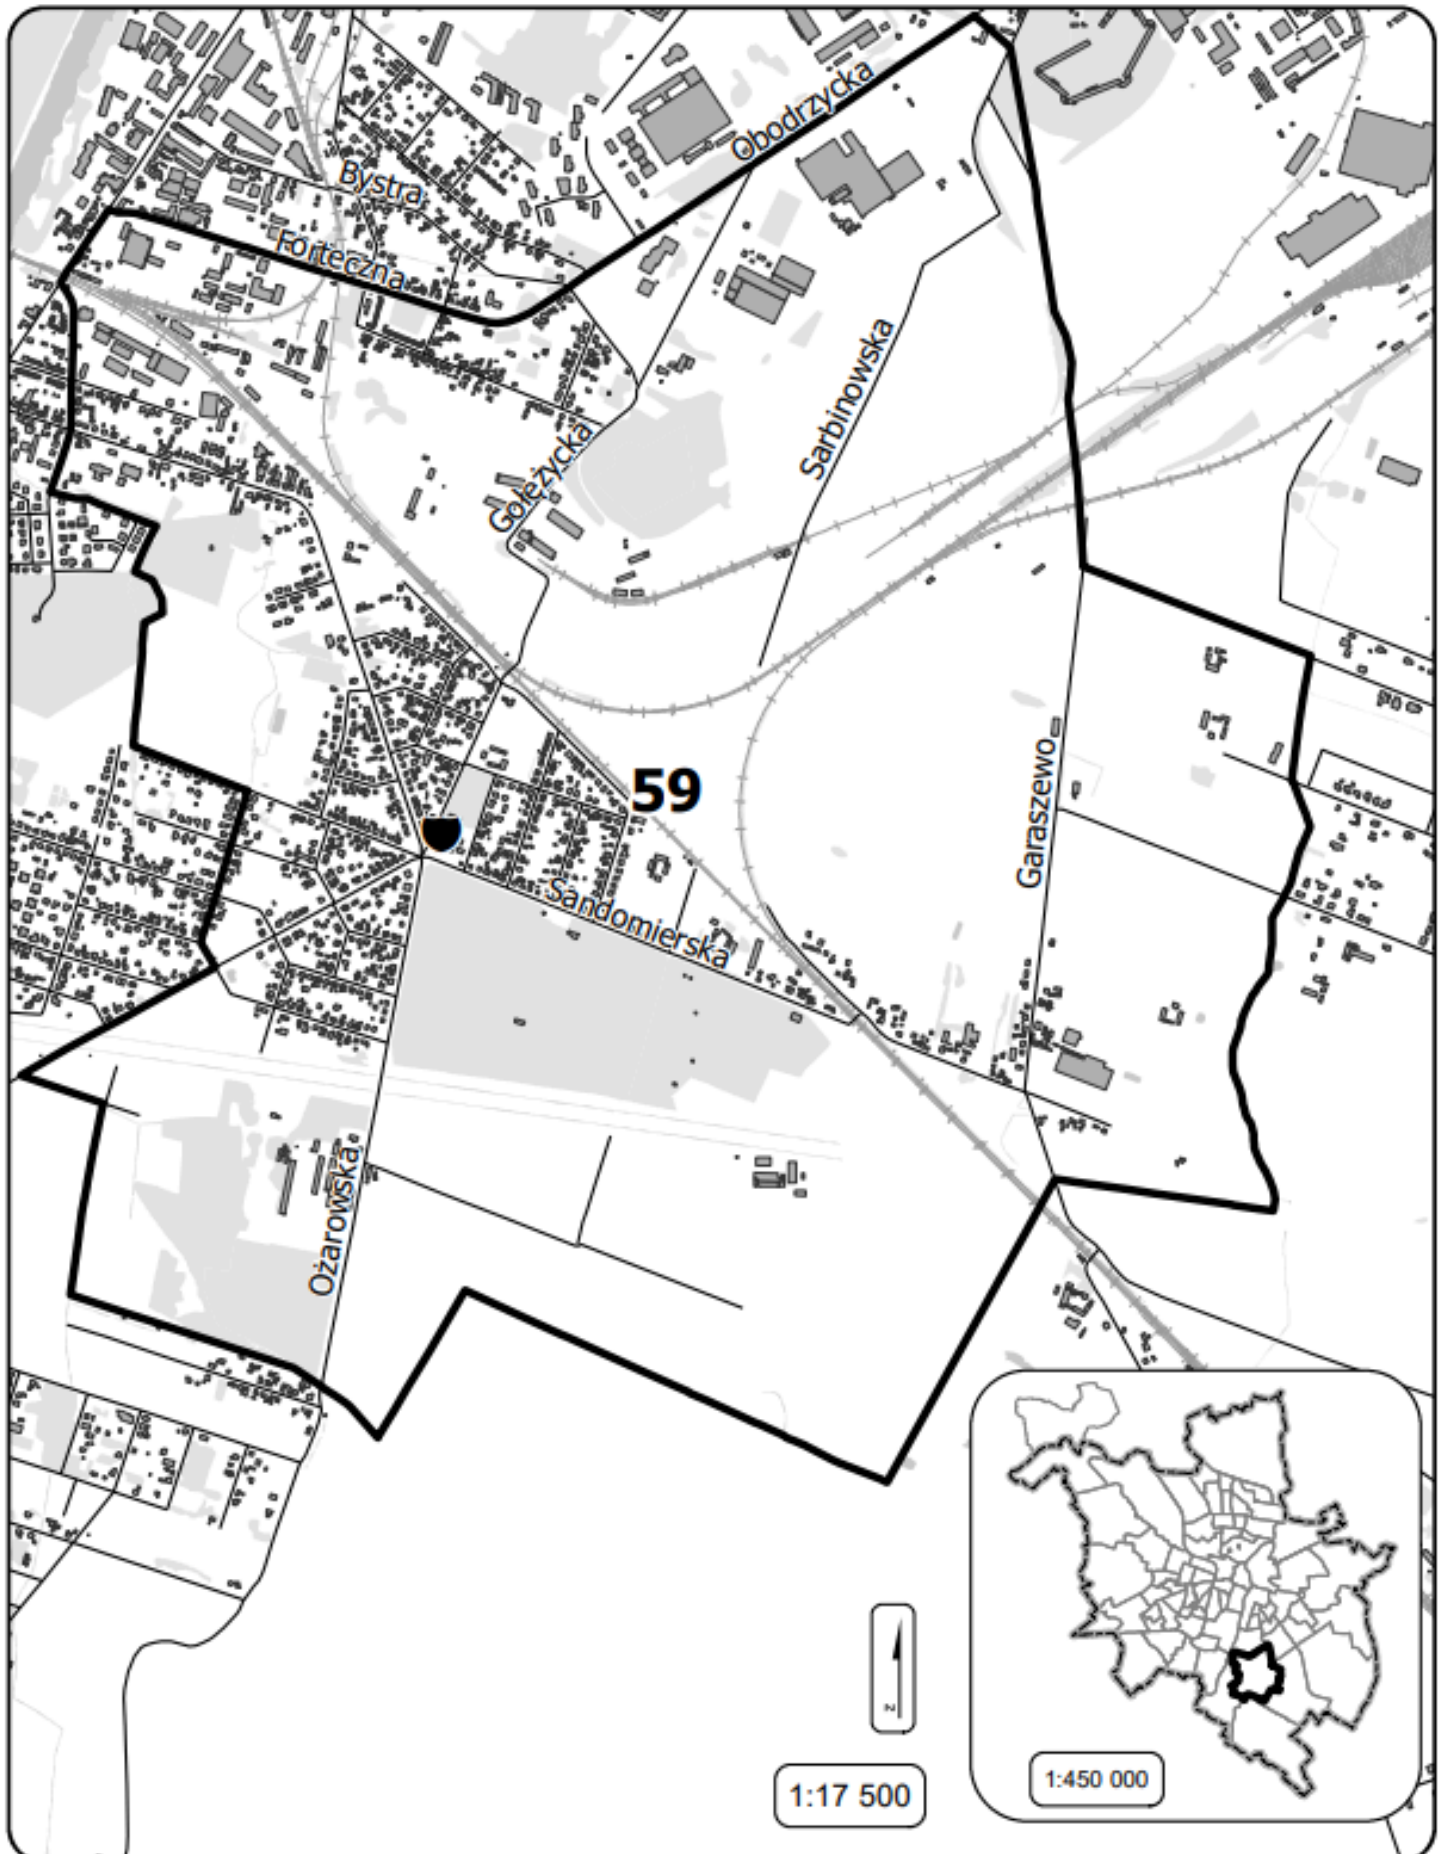 Obodrzycka
Bystra
Forteczna
Sarbinowska
Gołężycka
59
Garaszewo
Sandomierska
Ożarowska
z
1:17 500
1:450 000